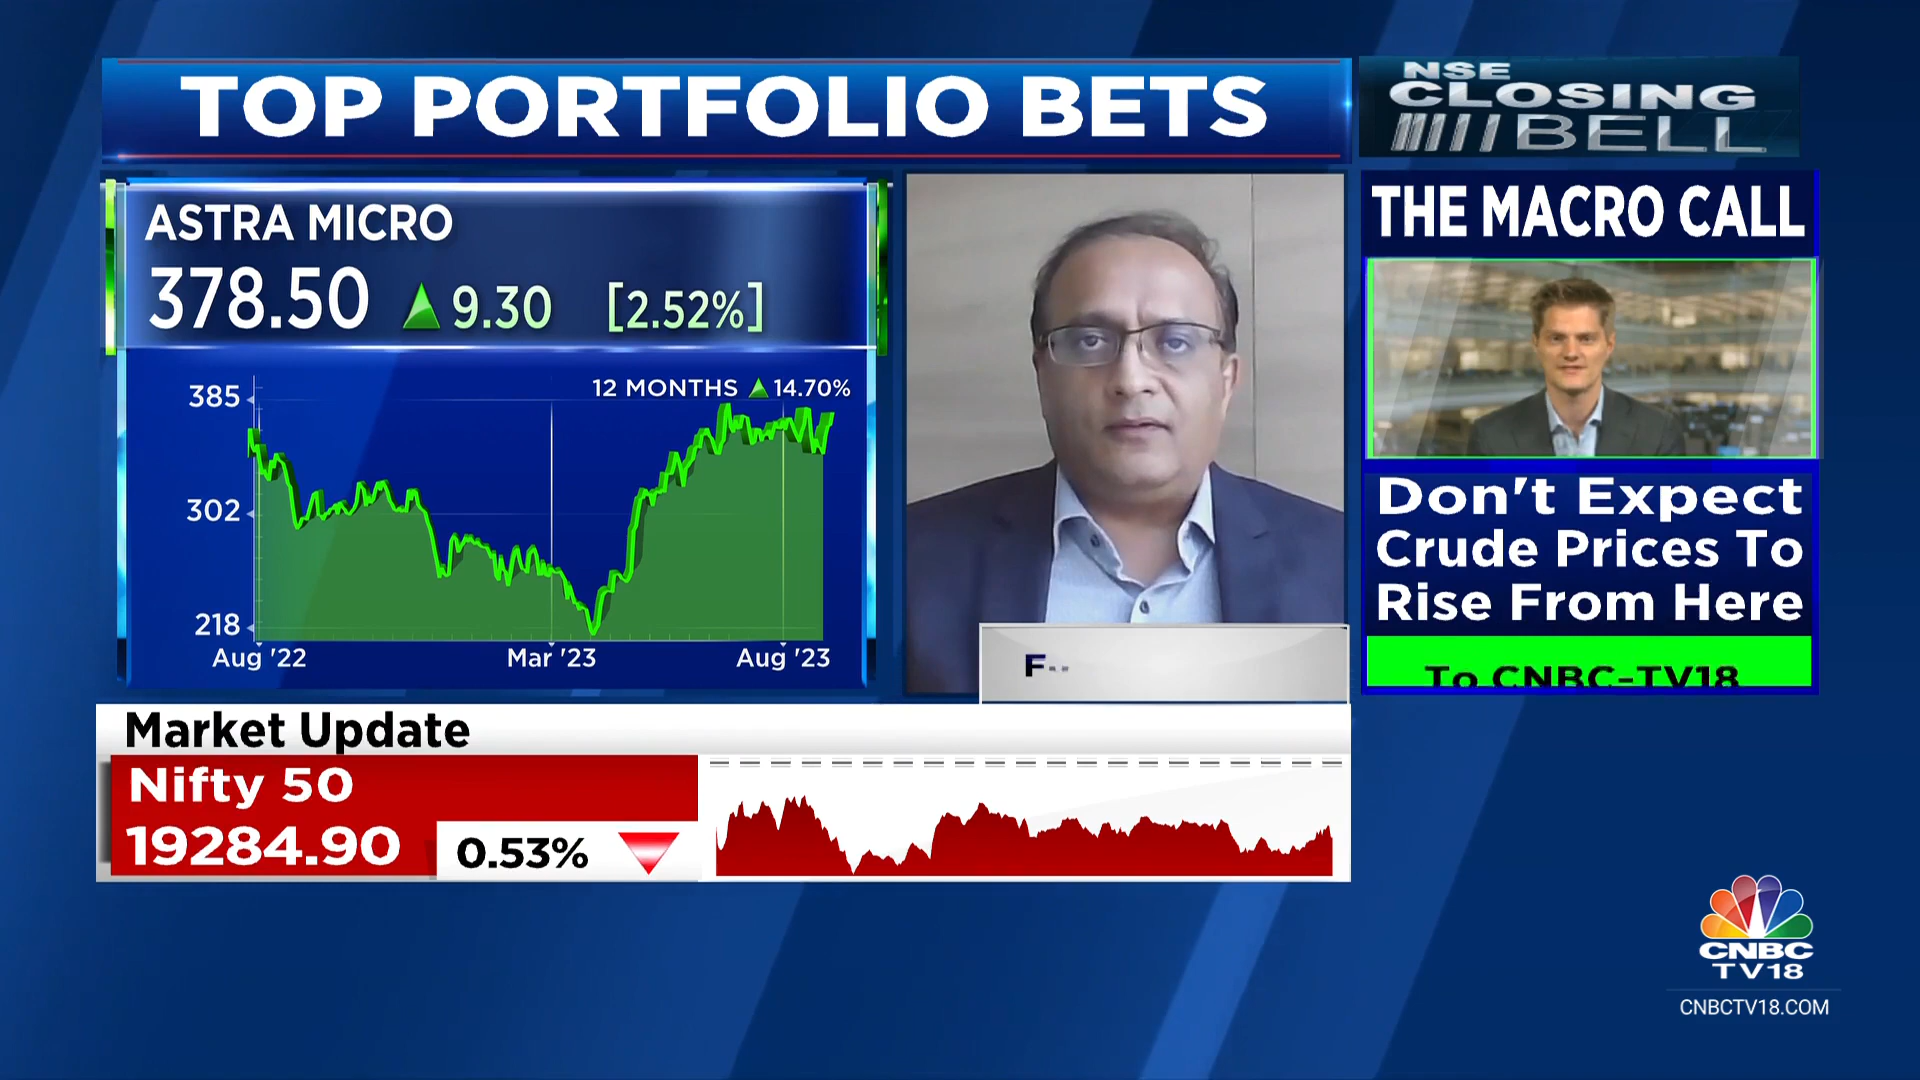 TOP PORTFOLIO BETS
NSE
CLOSING
BELL
ASTRA MICRO
378.50 ▲ 9.30 [2.52%]
12 MONTHS ▲ 14.70%
385
302
218
Aug '22 Mar '23 Aug '23
THE MACRO CALL
Don't Expect
Crude Prices To
Rise From Here
To CNBC-TV18
Market Update
Nifty 50
19284.90 0.53%
CNBC
TV18
CNBCTV18.COM